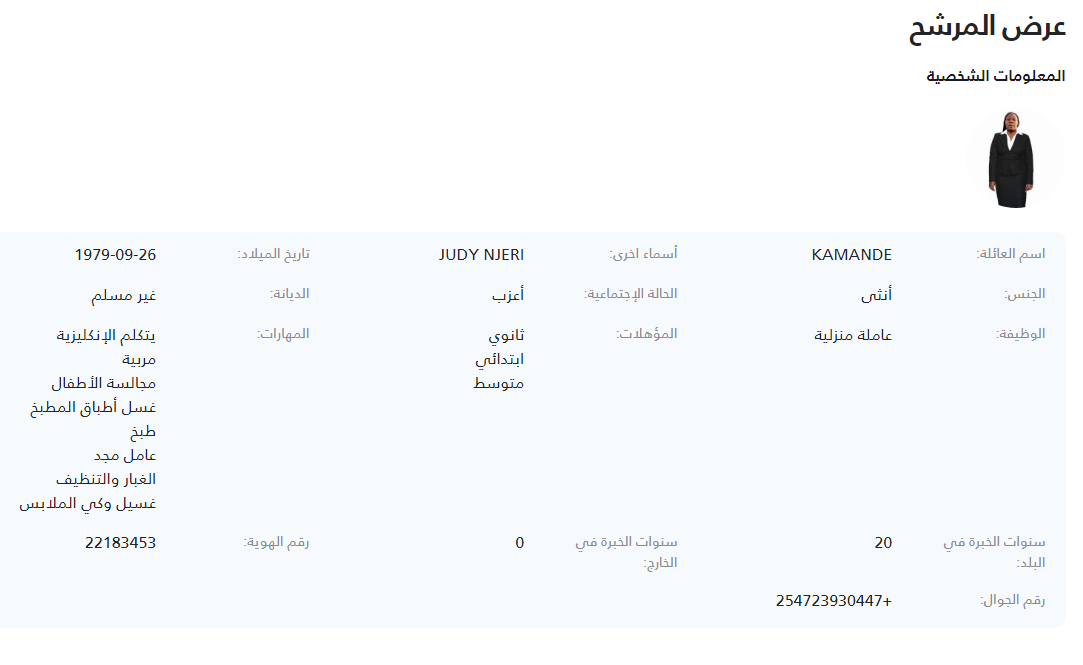 عرض المرشح
المعلومات الشخصية
اسم العائلة: KAMANDE أسماء اخرى: JUDY NJERI تاريخ الميلاد: 1979-09-26
الجنس: أنثى الحالة الإجتماعية: أعزب الديانة: غير مسلم
الوظيفة: عاملة منزلية المؤهلات: ثانوي المهارات: يتكلم الإنكليزية
ابتدائي مربية
متوسط مجالسة الأطفال
غسل أطباق المطبخ
طبخ
عامل مجد
الغبار والتنظيف
غسيل وكي الملابس
سنوات الخبرة في 20 سنوات الخبرة في 0 رقم الهوية: 22183453
البلد: الخارج:
رقم الجوال: +254723930447